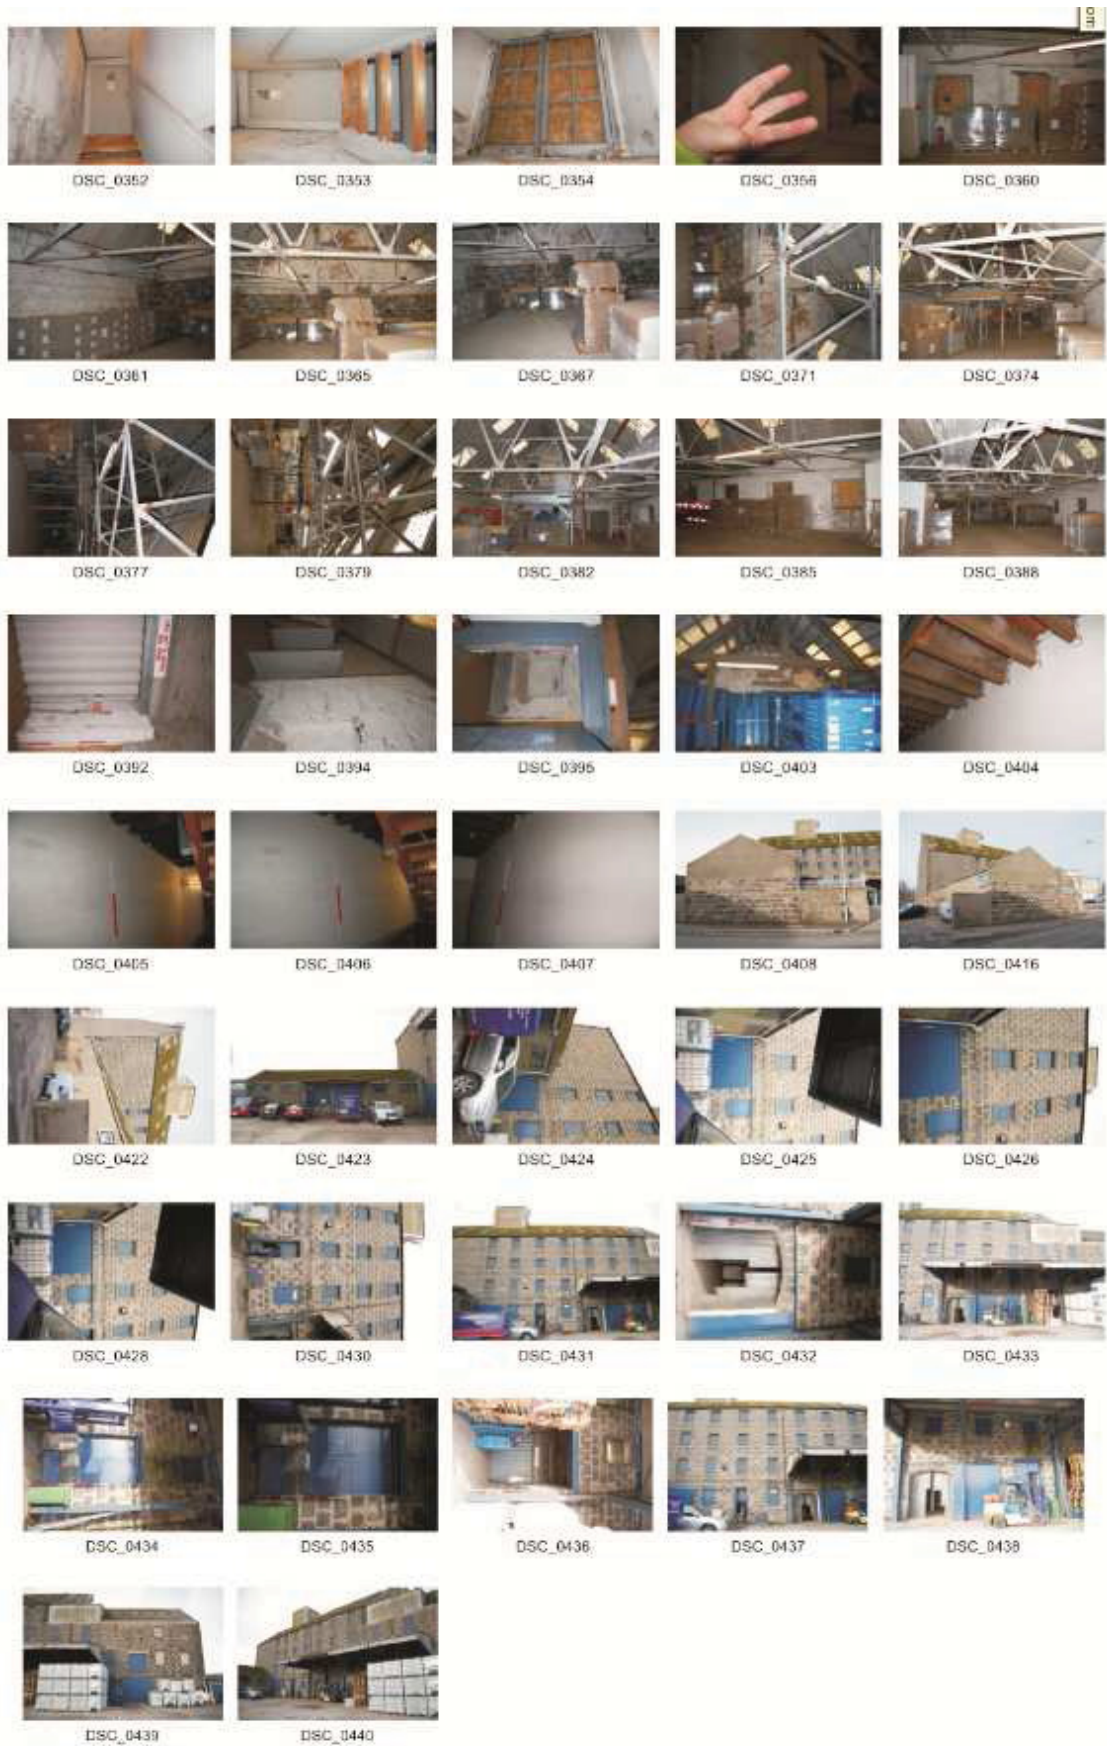 DSC_0352 DSC_0353 DSC_0354 DSC_0356 DSC_0360
DSC_0361 DSC_0365 DSC_0367 DSC_0371 DSC_0374
DSC_0377 DSC_0379 DSC_0382 DSC_0385 DSC_0388
DSC_0392 DSC_0394 DSC_0395 DSC_0403 DSC_0404
DSC_0405 DSC_0406 DSC_0407 DSC_0408 DSC_0416
DSC_0422 DSC_0423 DSC_0424 DSC_0425 DSC_0426
DSC_0428 DSC_0430 DSC_0431 DSC_0432 DSC_0433
DSC_0434 DSC_0435 DSC_0436 DSC_0437 DSC_0438
DSC_0439 DSC_0440